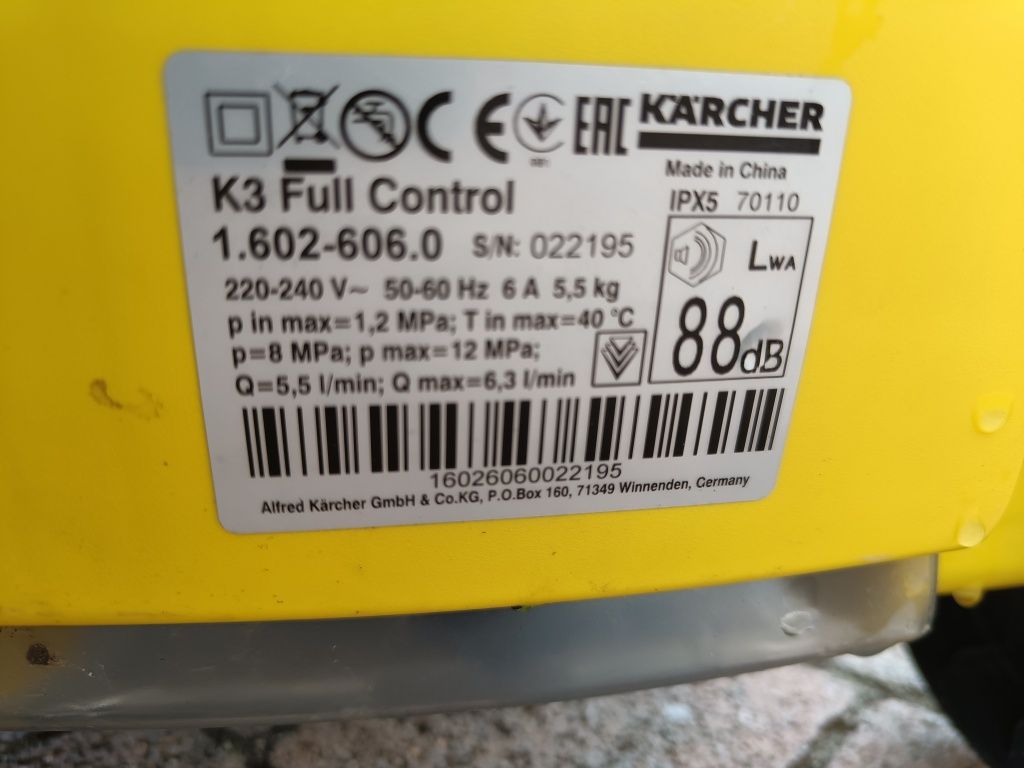 CE EAC KÄRCHER
Made in China
K3 Full Control
IPX5 70110
1.602-606.0 S/N: 022195
LWA
220-240 V~ 50-60 Hz 6 A 5,5 kg
p in max=1,2 MPa; T in max=40 °C
88dB
p=8 MPa; p max=12 MPa;
Q=5,5 l/min; Q max=6,3 l/min
16026060022195
Alfred Kärcher GmbH & Co.KG, P.O.Box 160, 71349 Winnenden, Germany